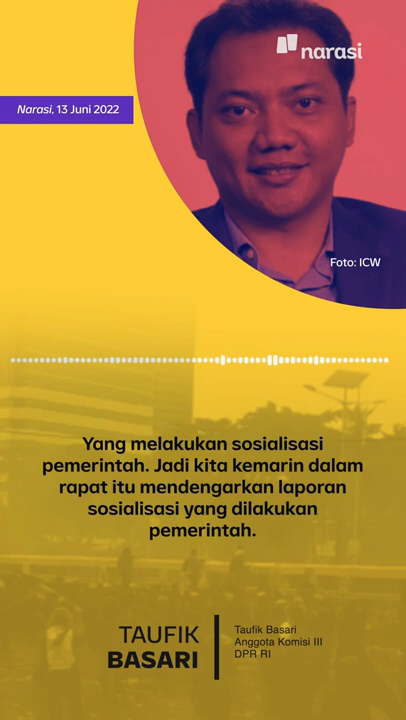 narasi
Narasi, 13 Juni 2022
Foto: ICW
Yang melakukan sosialisasi
pemerintah. Jadi kita kemarin dalam
rapat itu mendengarkan laporan
sosialisasi yang dilakukan
pemerintah.
TAUFIK
BASARI
Taufik Basari
Anggota Komisi III
DPR RI